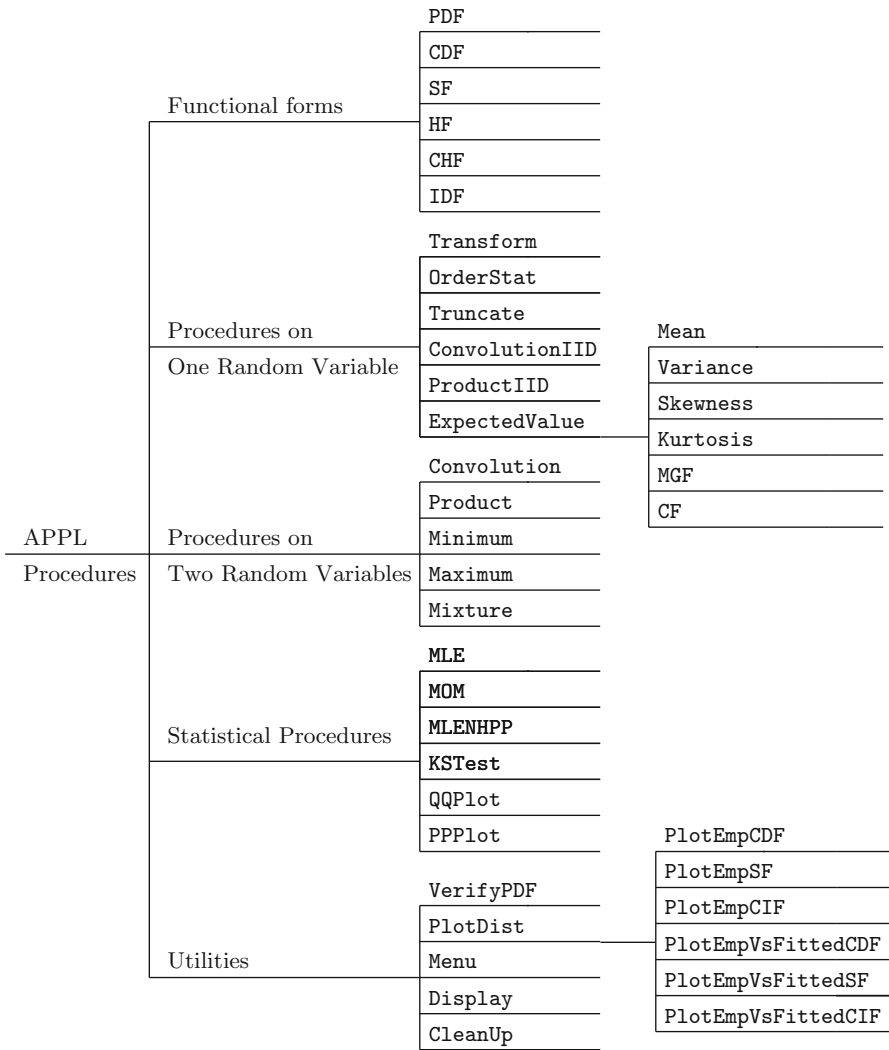 PDF
CDF
SF
Functional forms
HF
CHF
IDF
Transform
OrderStat
Truncate
Procedures on
One Random Variable
ConvolutionIID
ProductIID
ExpectedValue
Mean
Variance
Skewness
Kurtosis
MGF
CF
Convolution
Product
APPL
Procedures
Procedures on
Two Random Variables
Minimum
Maximum
Mixture
MLE
MOM
MLENHPP
Statistical Procedures
KSTest
QQPlot
PPPlot
VerifyPDF
PlotDist
Utilities
Menu
Display
CleanUp
PlotEmpCDF
PlotEmpSF
PlotEmpCIF
PlotEmpVsFittedCDF
PlotEmpVsFittedSF
PlotEmpVsFittedCIF